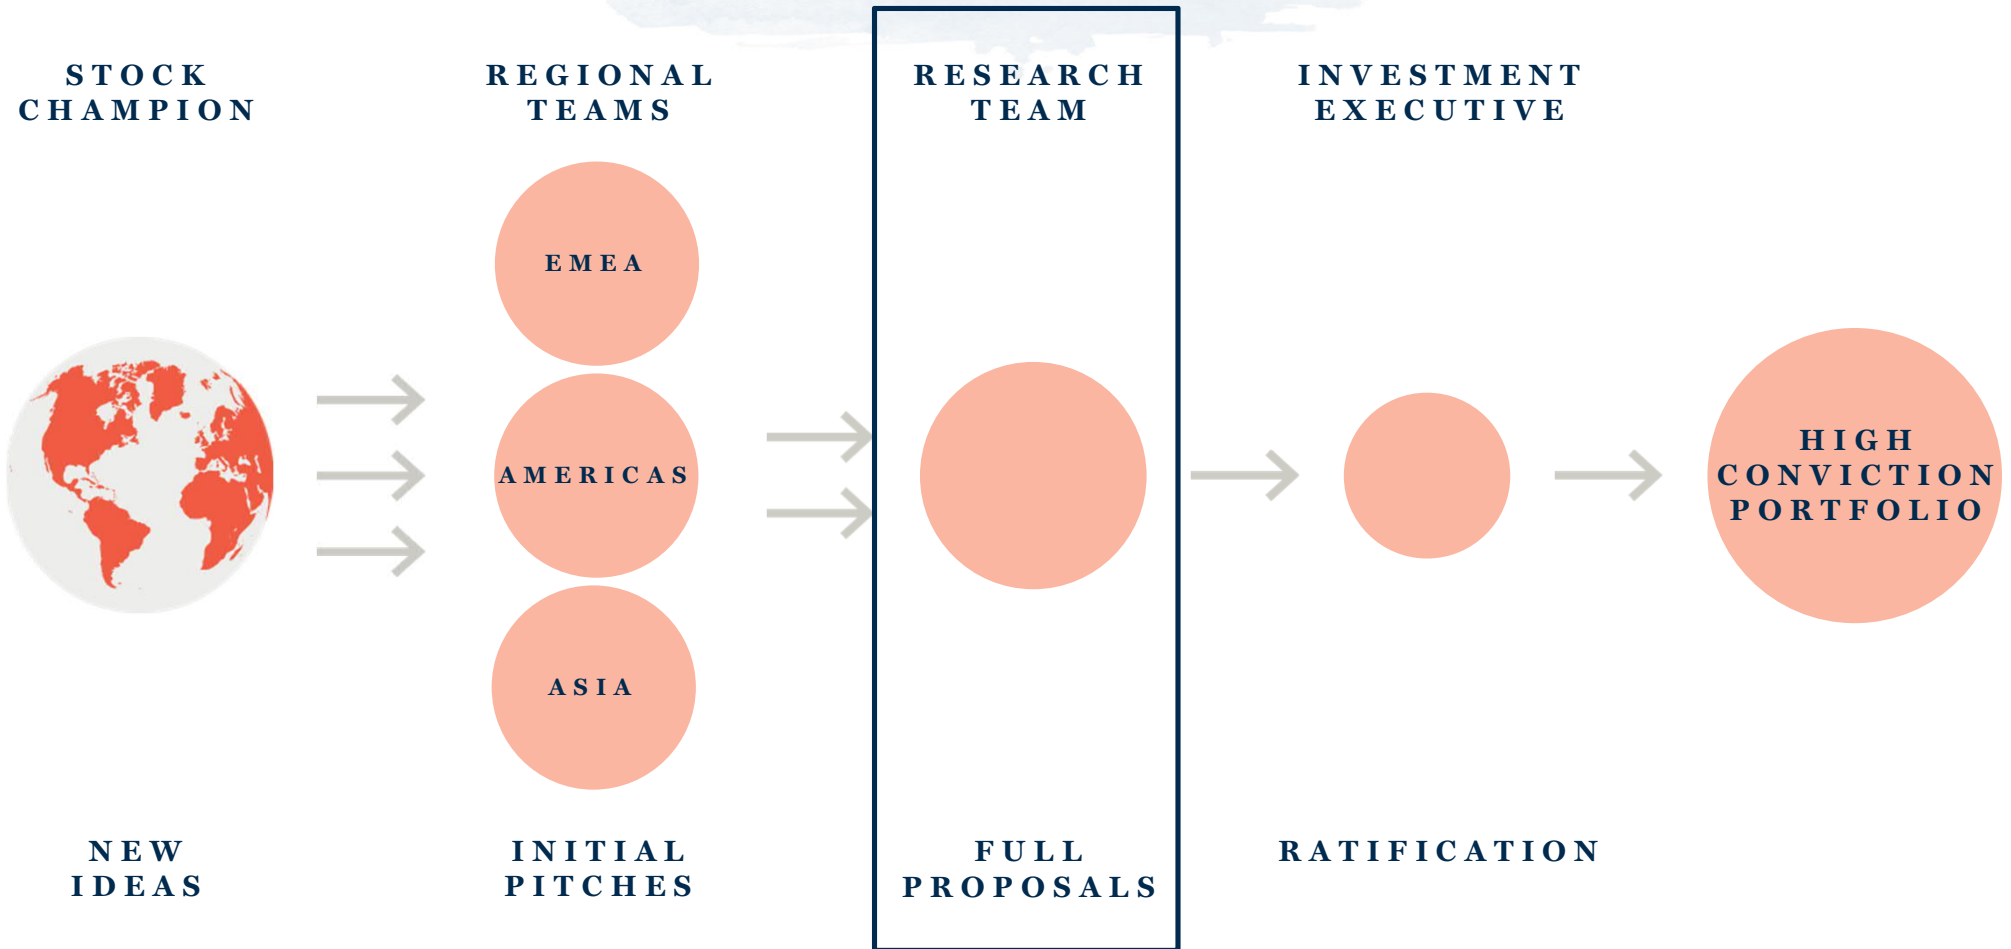 STOCK
CHAMPION
REGIONAL
TEAMS
RESEARCH
TEAM
INVESTMENT
EXECUTIVE
EMEA
AMERICAS
ASIA
HIGH
CONVICTION
PORTFOLIO
NEW
IDEAS
INITIAL
PITCHES
FULL
PROPOSALS
RATIFICATION